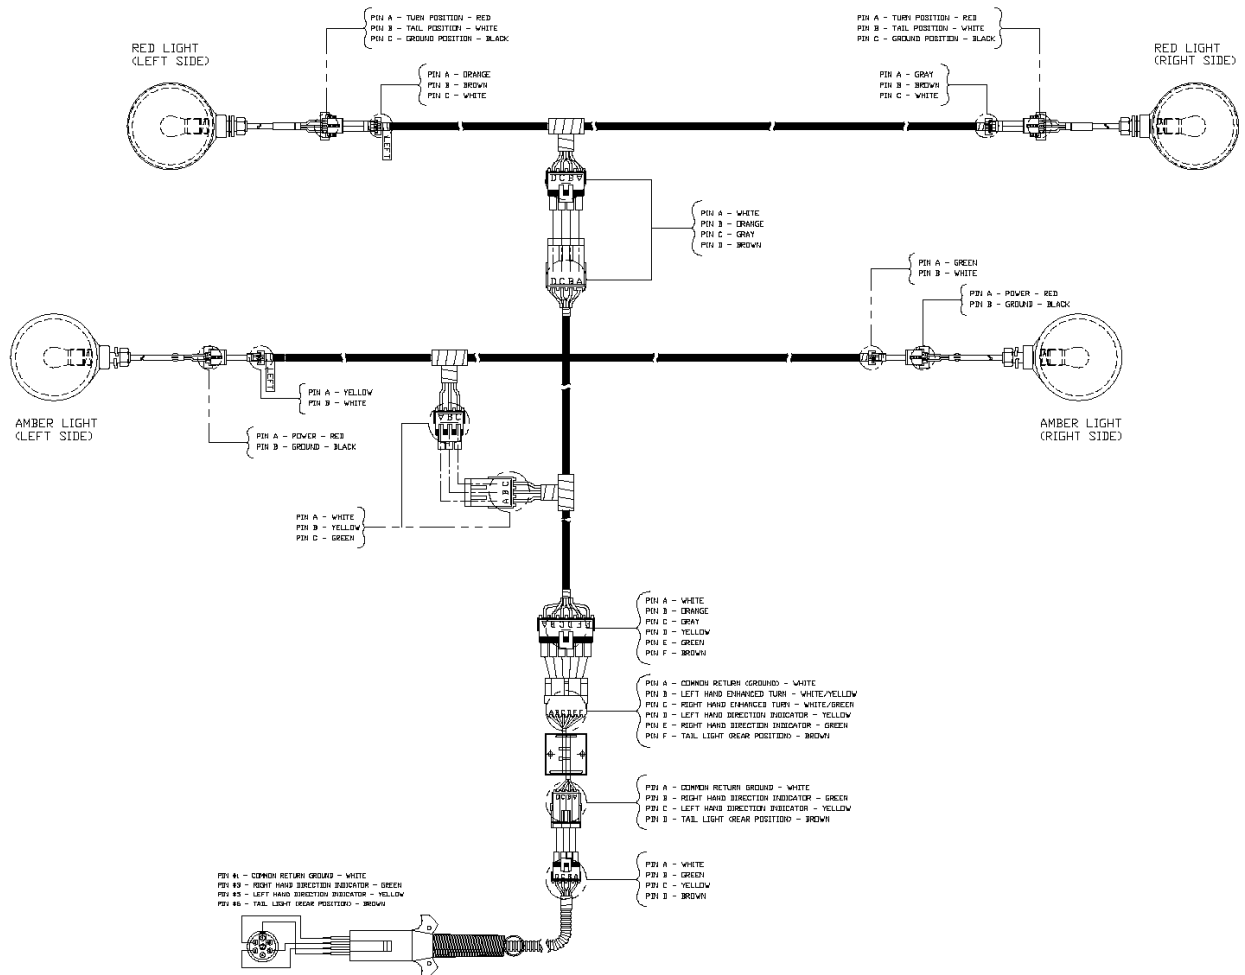 PIN A - TURN POSITION - RED
PIN B - TAIL POSITION - WHITE
PIN C - GROUND POSITION - BLACK
PIN A - TURN POSITION - RED
PIN B - TAIL POSITION - WHITE
PIN C - GROUND POSITION - BLACK
RED LIGHT
(LEFT SIDE)
RED LIGHT
(RIGHT SIDE)
PIN A - ORANGE
PIN B - BROWN
PIN C - WHITE
PIN A - GRAY
PIN B - BROWN
PIN C - WHITE
LEFT
D C B A
PIN A - WHITE
PIN B - ORANGE
PIN C - GRAY
PIN D - BROWN
D C B A
PIN A - GREEN
PIN B - WHITE
PIN A - POWER - RED
PIN B - GROUND - BLACK
LEFT
PIN A - YELLOW
PIN B - WHITE
AMBER LIGHT
(LEFT SIDE)
AMBER LIGHT
(RIGHT SIDE)
A B C
PIN A - POWER - RED
PIN B - GROUND - BLACK
A B C
PIN A - WHITE
PIN B - YELLOW
PIN C - GREEN
PIN A - WHITE
PIN B - ORANGE
PIN C - GRAY
PIN D - YELLOW
PIN E - GREEN
PIN F - BROWN
PIN A - COMMON RETURN (GROUND) - WHITE
PIN B - LEFT HAND ENHANCED TURN - WHITE/YELLOW
PIN C - RIGHT HAND ENHANCED TURN - WHITE/GREEN
PIN D - LEFT HAND DIRECTION INDICATOR - YELLOW
PIN E - RIGHT HAND DIRECTION INDICATOR - GREEN
PIN F - TAIL LIGHT (REAR POSITION) - BROWN
A B C D E F
PIN A - COMMON RETURN GROUND - WHITE
PIN B - RIGHT HAND DIRECTION INDICATOR - GREEN
PIN C - LEFT HAND DIRECTION INDICATOR - YELLOW
PIN D - TAIL LIGHT (REAR POSITION) - BROWN
D C B A
PIN A - WHITE
PIN B - GREEN
PIN C - YELLOW
PIN D - BROWN
D C B A
PIN #1 - COMMON RETURN GROUND - WHITE
PIN #3 - RIGHT HAND DIRECTION INDICATOR - GREEN
PIN #5 - LEFT HAND DIRECTION INDICATOR - YELLOW
PIN #6 - TAIL LIGHT (REAR POSITION) - BROWN